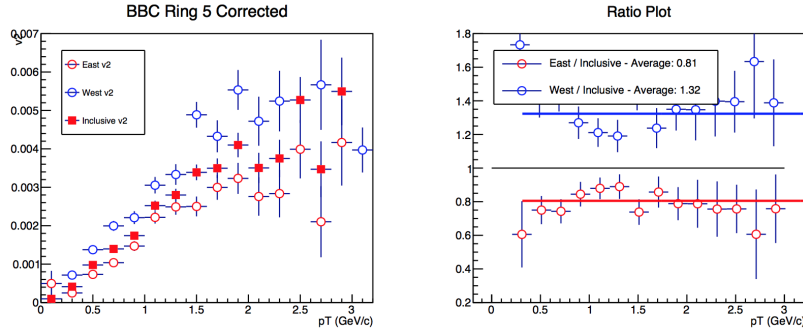 BBC Ring 5 Corrected
v2
0.007
0.006
0.005
0.004
0.003
0.002
0.001
0
0 0.5 1 1.5 2 2.5 3
pT (GeV/c)
East v2
West v2
Inclusive v2
Ratio Plot
1.8
1.6
1.4
1.2
1
0.8
0.6
0.4
0.2
0 0.5 1 1.5 2 2.5 3
pT (GeV/c)
East / Inclusive - Average: 0.81
West / Inclusive - Average: 1.32